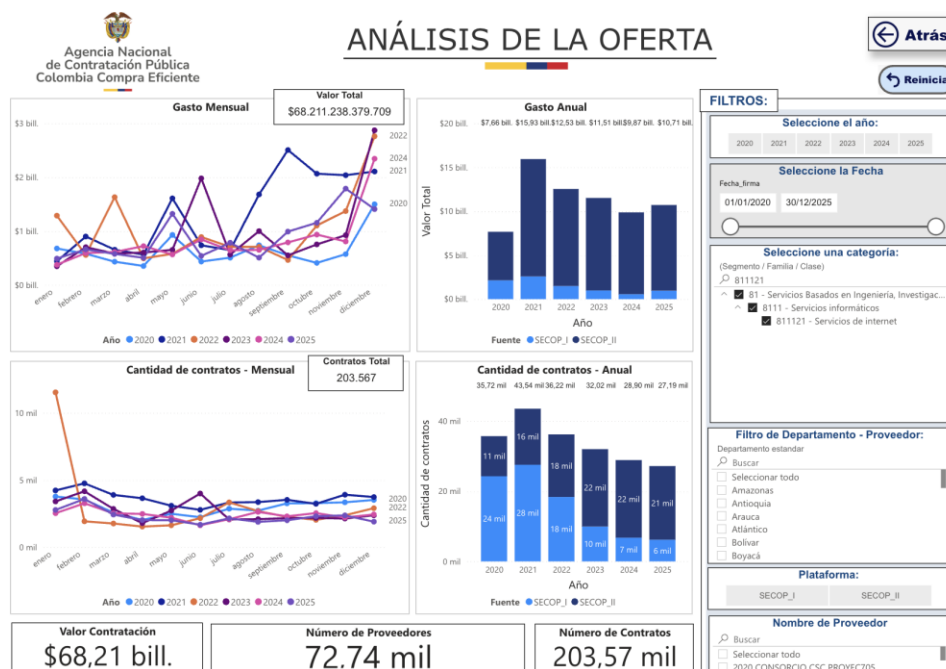 Agencia Nacional
de Contratación Pública
Colombia Compra Eficiente
ANÁLISIS DE LA OFERTA
Atrás
Reinicia
Gasto Mensual
Valor Total
$68.211.238.379.709
$3 bill.
$2 bill.
$1 bill.
$0 bill.
2022
2024
2021
2020
enero
febrero
marzo
abril
mayo
junio
julio
agosto
septiembre
octubre
noviembre
diciembre
Año 2020 2021 2022 2023 2024 2025
Gasto Anual
$7,66 bill. $15,93 bill. $12,53 bill. $11,51 bill. $9,87 bill. $10,71 bill.
Valor Total
$20 bill.
$15 bill.
$10 bill.
$5 bill.
$0 bill.
2020 2021 2022 2023 2024 2025
Año
Fuente SECOP_I SECOP_II
Cantidad de contratos - Mensual
Contratos Total
203.567
10 mil
5 mil
0 mil
2020
2022
2025
enero
febrero
marzo
abril
mayo
junio
julio
agosto
septiembre
octubre
noviembre
diciembre
Año 2020 2021 2022 2023 2024 2025
Cantidad de contratos - Anual
35,72 mil 43,54 mil 36,22 mil 32,02 mil 28,90 mil 27,19 mil
Cantidad de contratos
40 mil
20 mil
0 mil
11 mil 16 mil 18 mil 22 mil 22 mil 21 mil
24 mil 28 mil 18 mil 10 mil 7 mil 6 mil
2020 2021 2022 2023 2024 2025
Año
Fuente SECOP_I SECOP_II
Valor Contratación
$68,21 bill.
Número de Proveedores
72,74 mil
Número de Contratos
203,57 mil
FILTROS:
Seleccione el año:
2020 2021 2022 2023 2024 2025
Seleccione la Fecha
Fecha_firma
01/01/2020 30/12/2025
Seleccione una categoría:
(Segmento / Familia / Clase)
811121
81 - Servicios Basados en Ingeniería, Investigac...
8111 - Servicios informáticos
811121 - Servicios de internet
Filtro de Departamento - Proveedor:
Departamento estandar
Buscar
Seleccionar todo
Amazonas
Antioquia
Arauca
Atlántico
Bolívar
Boyacá
Plataforma:
SECOP_I SECOP_II
Nombre de Proveedor
Buscar
Seleccionar todo
2020 CONSORCIO CSC PROYEC705